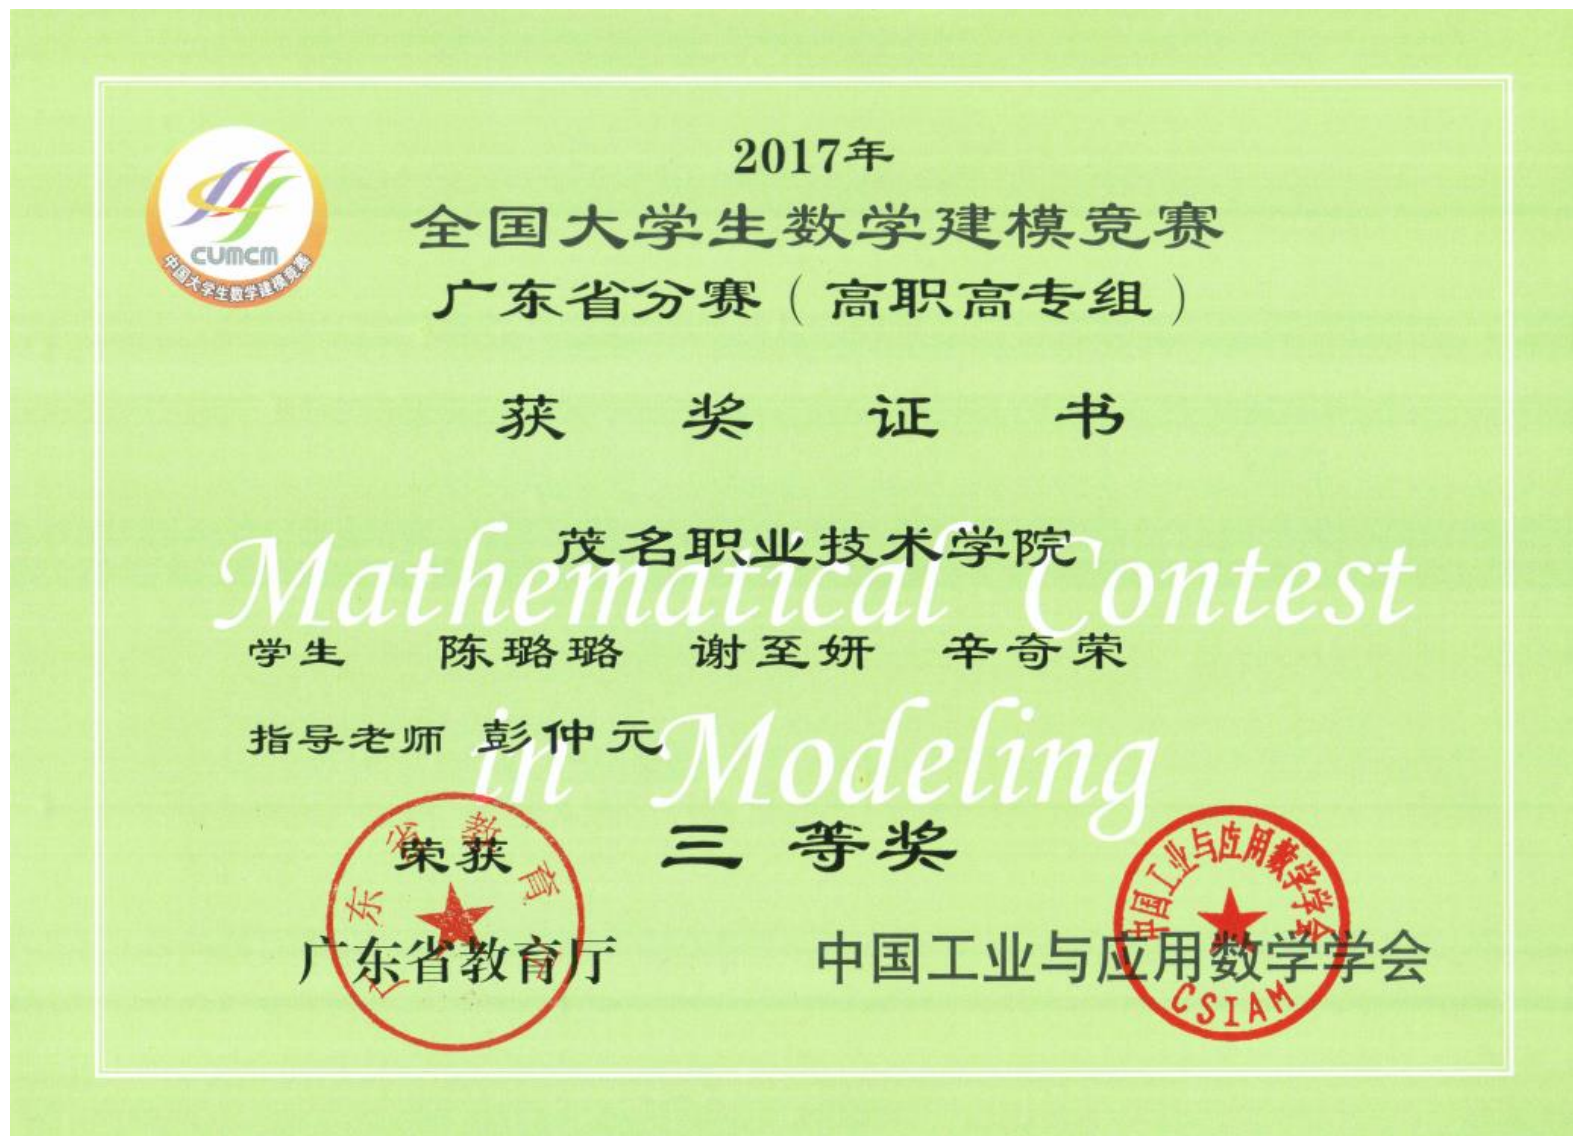 2017年
全国大学生数学建模竞赛
广东省分赛（高职高专组）
CUMCM
中国大学生数学建模竞赛
获 奖 证 书
茂名职业技术学院
Mathematical Contest
学生 陈璐璐 谢至妍 辛奇荣
in Modeling
指导老师 彭仲元
荣获 三等奖
广东省教育厅
广东省教育厅
中国工业与应用数学学会
中国工业与应用数学学会
CSIAM